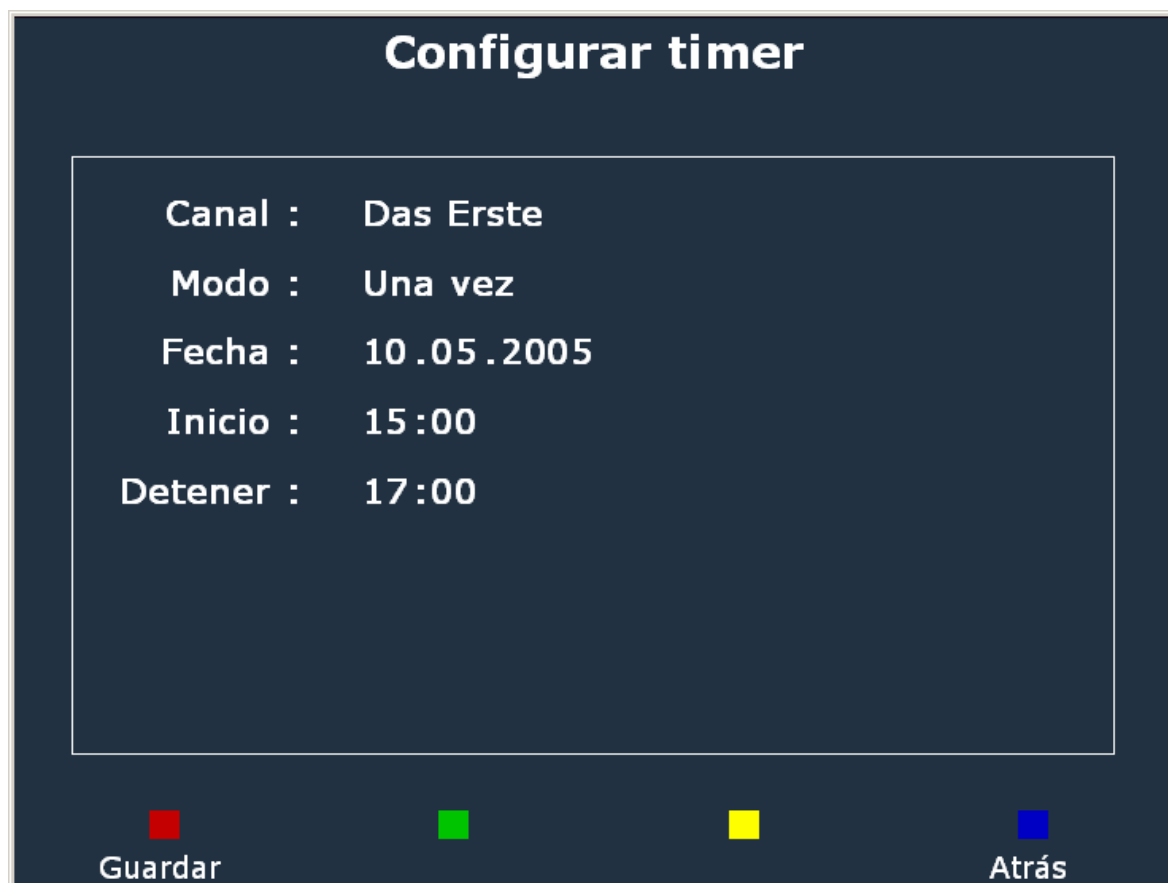 Configurar timer
Canal : Das Erste
Modo : Una vez
Fecha : 10.05.2005
Inicio : 15:00
Detener : 17:00
Guardar Atrás